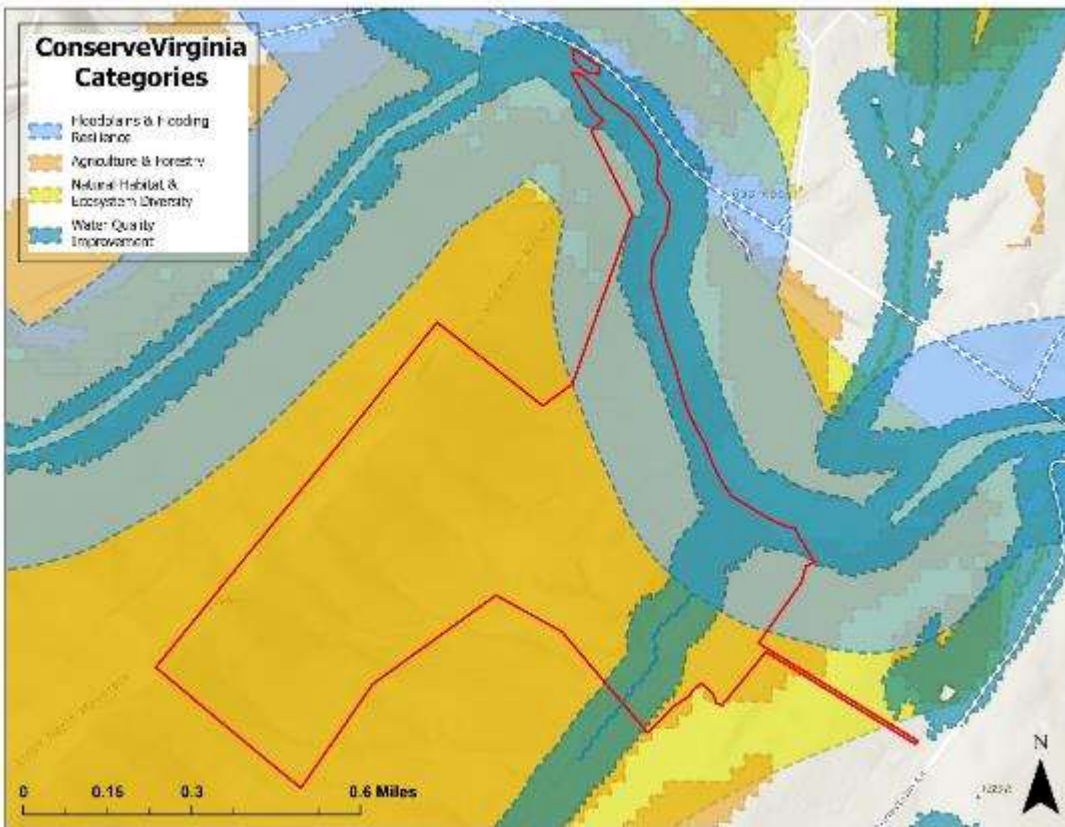 ConserveVirginia
Categories
Floodplains & Flooding
Resilience
Agriculture & Forestry
Natural Habitat &
Ecosystem Diversity
Water Quality
Improvement
0 0.15 0.3 0.6 Miles
N